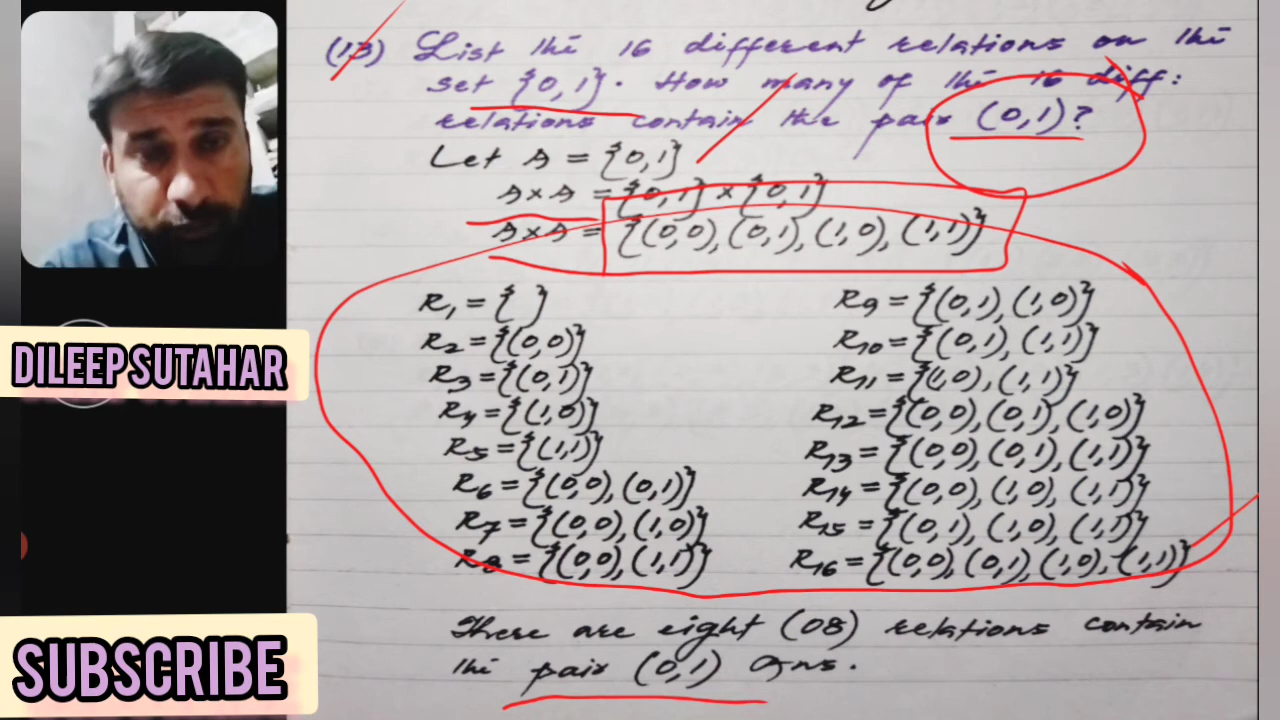 (13) List the 16 different relations on the
set {0,1}. How many of the 16 diff:
relations contain the pair (0,1)?
Let A = {0,1}
A×A = {0,1} × {0,1}
A×A = {(0,0), (0,1), (1,0), (1,1)}
R1 = { }
R2 = {(0,0)}
R3 = {(0,1)}
R4 = {(1,0)}
R5 = {(1,1)}
R6 = {(0,0), (0,1)}
R7 = {(0,0), (1,0)}
R8 = {(0,0), (1,1)}
R9 = {(0,1), (1,0)}
R10 = {(0,1), (1,1)}
R11 = {(1,0), (1,1)}
R12 = {(0,0), (0,1), (1,0)}
R13 = {(0,0), (0,1), (1,1)}
R14 = {(0,0), (1,0), (1,1)}
R15 = {(0,1), (1,0), (1,1)}
R16 = {(0,0), (0,1), (1,0), (1,1)}
There are eight (08) relations contain
the pair (0,1) Ans.
DILEEP SUTAHAR
SUBSCRIBE